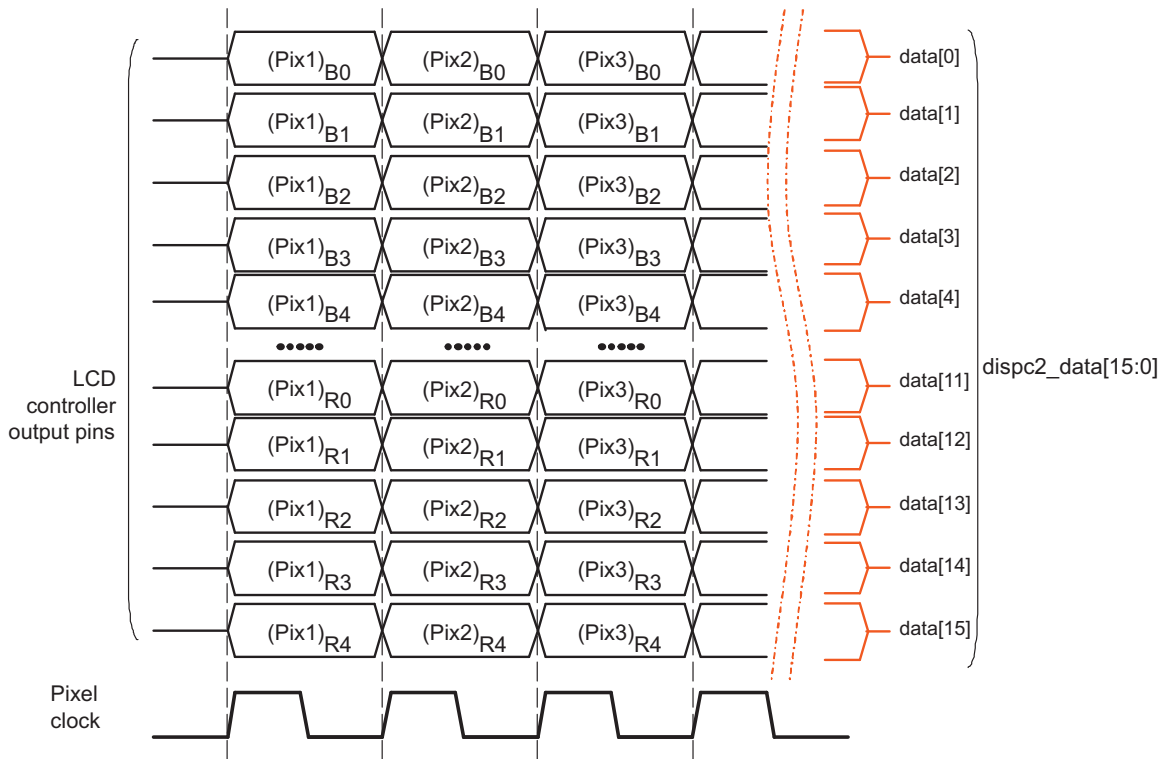 (Pix1)B0 (Pix2)B0 (Pix3)B0 data[0]
(Pix1)B1 (Pix2)B1 (Pix3)B1 data[1]
(Pix1)B2 (Pix2)B2 (Pix3)B2 data[2]
(Pix1)B3 (Pix2)B3 (Pix3)B3 data[3]
(Pix1)B4 (Pix2)B4 (Pix3)B4 data[4]
LCD
controller
output pins
(Pix1)R0 (Pix2)R0 (Pix3)R0 data[11]
dispc2_data[15:0]
(Pix1)R1 (Pix2)R1 (Pix3)R1 data[12]
(Pix1)R2 (Pix2)R2 (Pix3)R2 data[13]
(Pix1)R3 (Pix2)R3 (Pix3)R3 data[14]
(Pix1)R4 (Pix2)R4 (Pix3)R4 data[15]
Pixel
clock